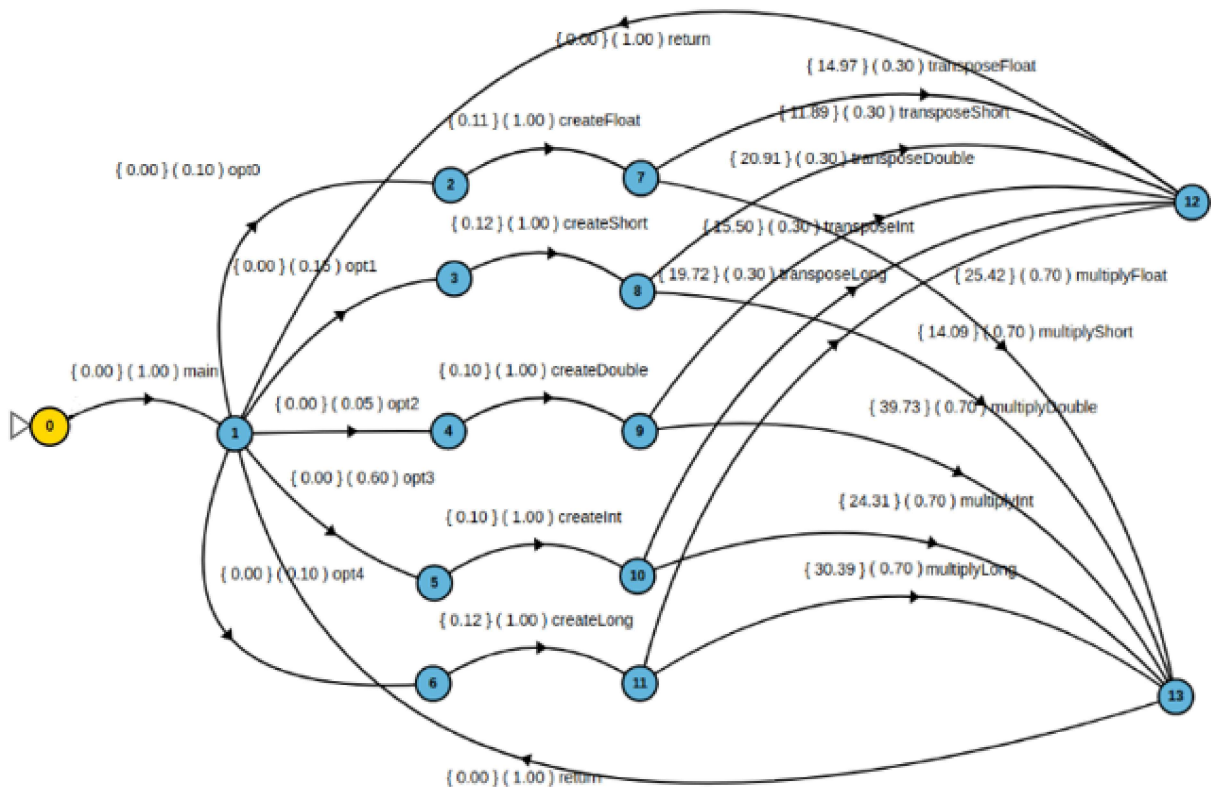 { 0.00 } ( 1.00 ) return
{ 14.97 } ( 0.30 ) transposeFloat
{ 11.89 } ( 0.30 ) transposeShort
{ 0.11 } ( 1.00 ) createFloat
{ 20.91 } ( 0.30 ) transposeDouble
{ 0.00 } ( 0.10 ) opt0
2
7
12
{ 0.12 } ( 1.00 ) createShort
{ 15.50 } ( 0.30 ) transposeInt
{ 0.00 } ( 0.15 ) opt1
3
8
{ 19.72 } ( 0.30 ) transposeLong
{ 25.42 } ( 0.70 ) multiplyFloat
{ 14.09 } ( 0.70 ) multiplyShort
{ 0.00 } ( 1.00 ) main
{ 0.10 } ( 1.00 ) createDouble
{ 0.00 } ( 0.05 ) opt2
{ 39.73 } ( 0.70 ) multiplyDouble
0
1
4
9
{ 0.00 } ( 0.60 ) opt3
{ 24.31 } ( 0.70 ) multiplyInt
{ 0.10 } ( 1.00 ) createInt
{ 0.00 } ( 0.10 ) opt4
5
10
{ 30.39 } ( 0.70 ) multiplyLong
{ 0.12 } ( 1.00 ) createLong
6
11
13
{ 0.00 } ( 1.00 ) return